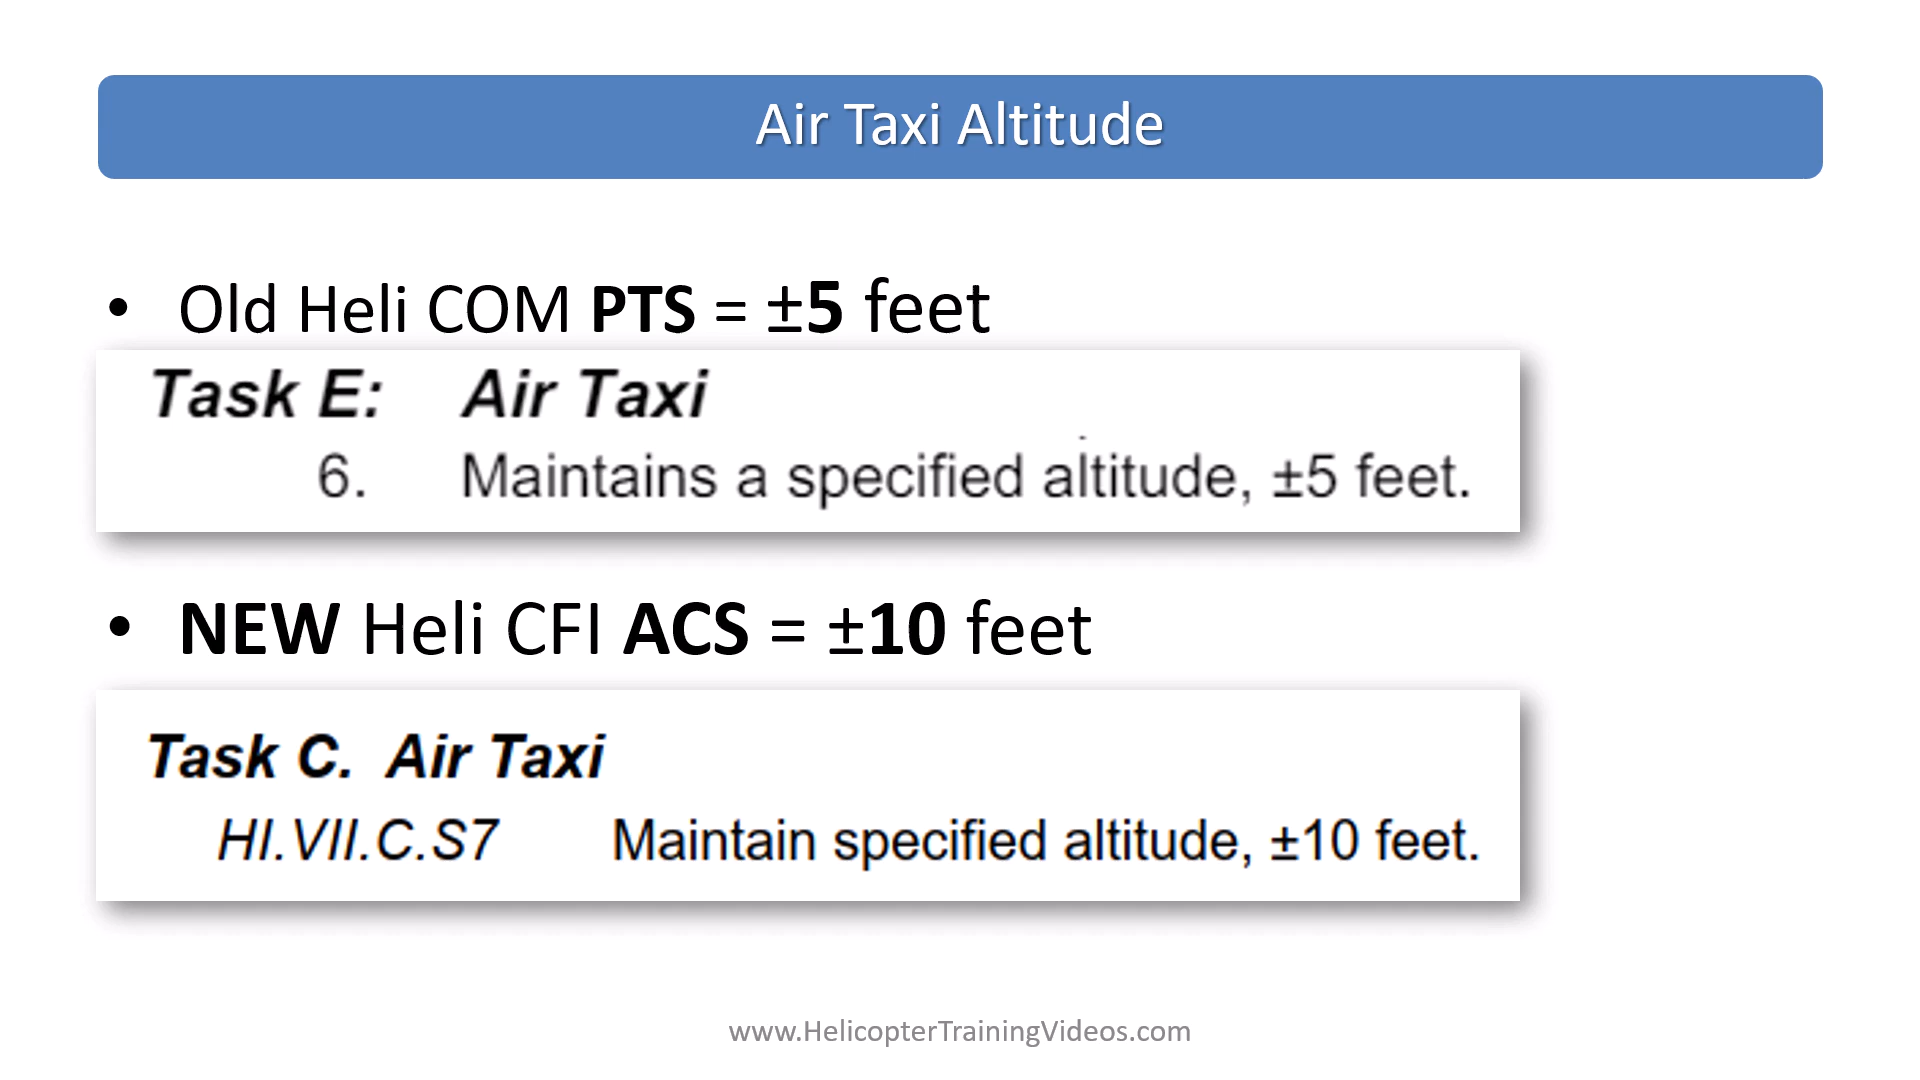 Air Taxi Altitude
• Old Heli COM PTS = ±5 feet
Task E: Air Taxi
6. Maintains a specified altitude, ±5 feet.
• NEW Heli CFI ACS = ±10 feet
Task C. Air Taxi
HI.VII.C.S7 Maintain specified altitude, ±10 feet.
www.HelicopterTrainingVideos.com